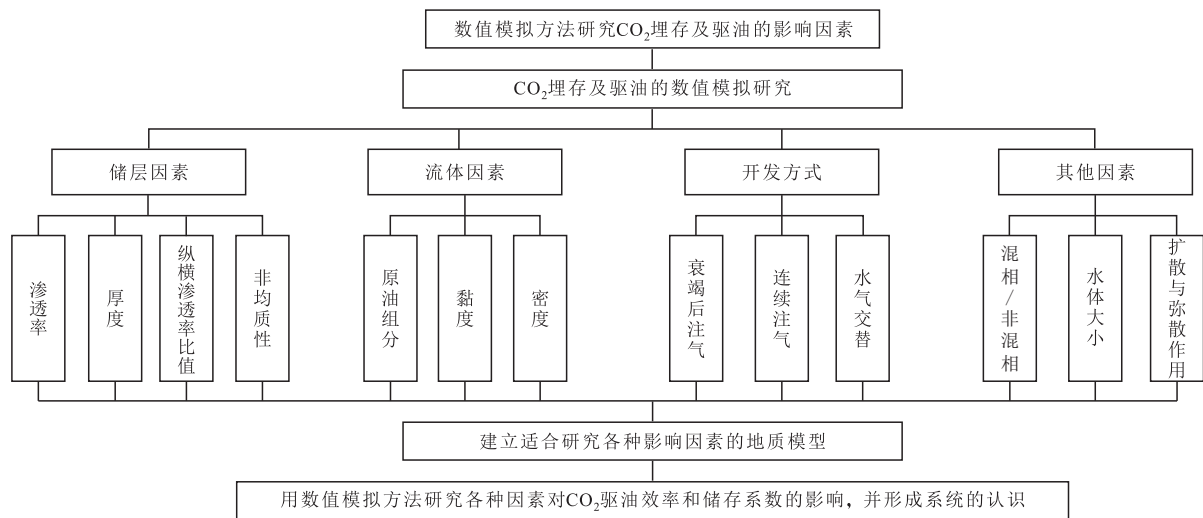 数值模拟方法研究CO₂埋存及驱油的影响因素
CO₂埋存及驱油的数值模拟研究
储层因素
流体因素
开发方式
其他因素
渗透率
厚度
纵横渗透率比值
非均质性
原油组分
黏度
密度
衰竭后注气
连续注气
水气交替
混相/非混相
水体大小
扩散与弥散作用
建立适合研究各种影响因素的地质模型
用数值模拟方法研究各种因素对CO₂驱油效率和储存系数的影响，并形成系统的认识